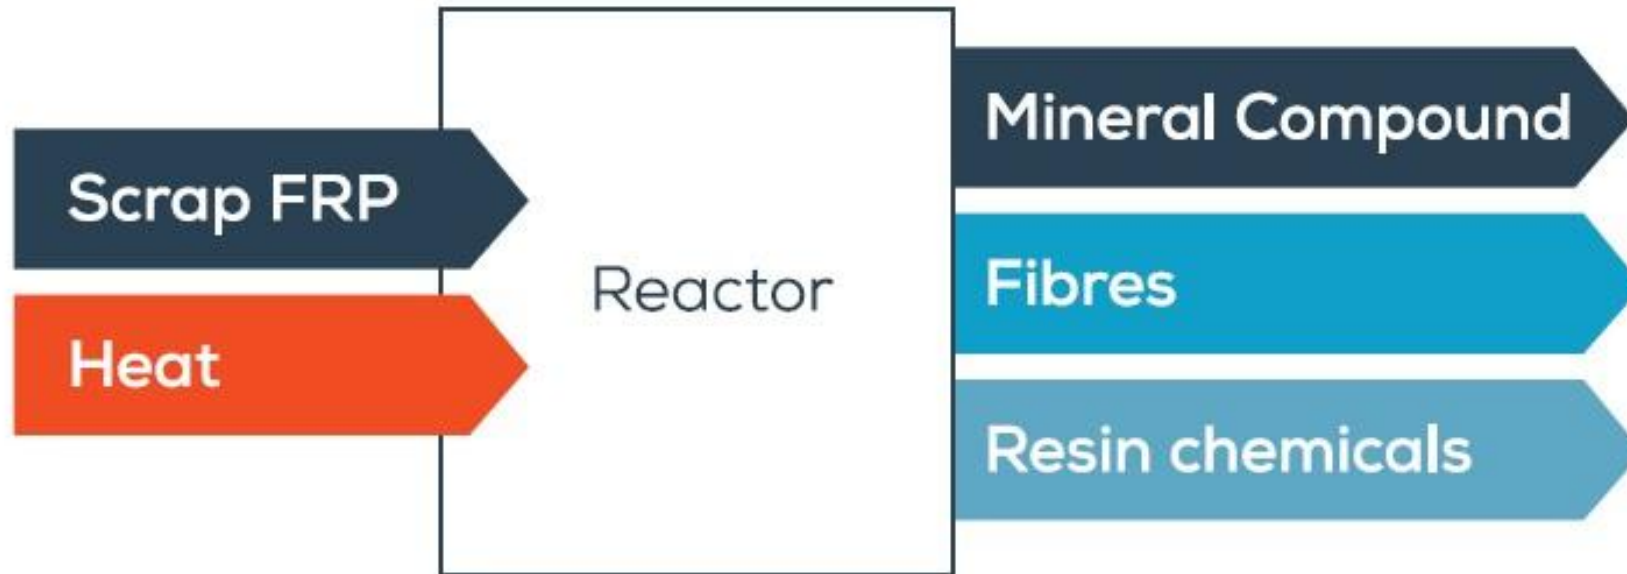 Scrap FRP
Heat
Reactor
Mineral Compound
Fibres
Resin chemicals